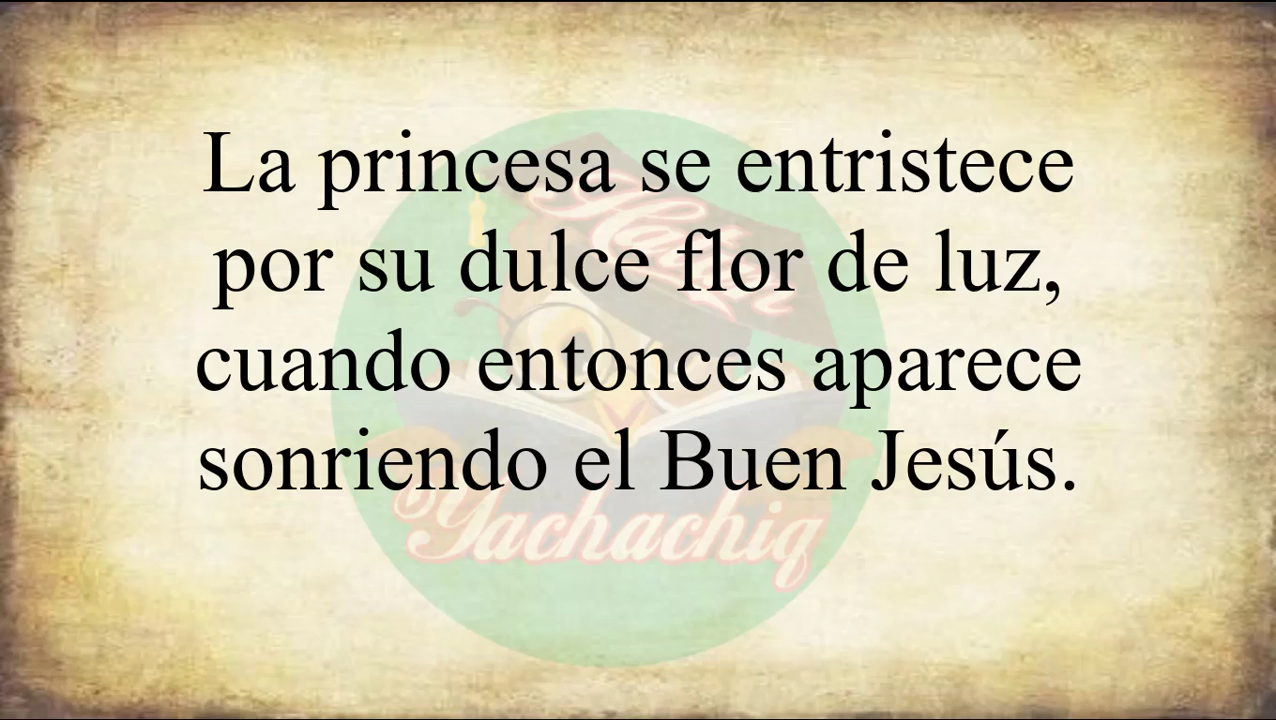 La princesa se entristece
por su dulce flor de luz,
cuando entonces aparece
sonriendo el Buen Jesús.
Yachachiq